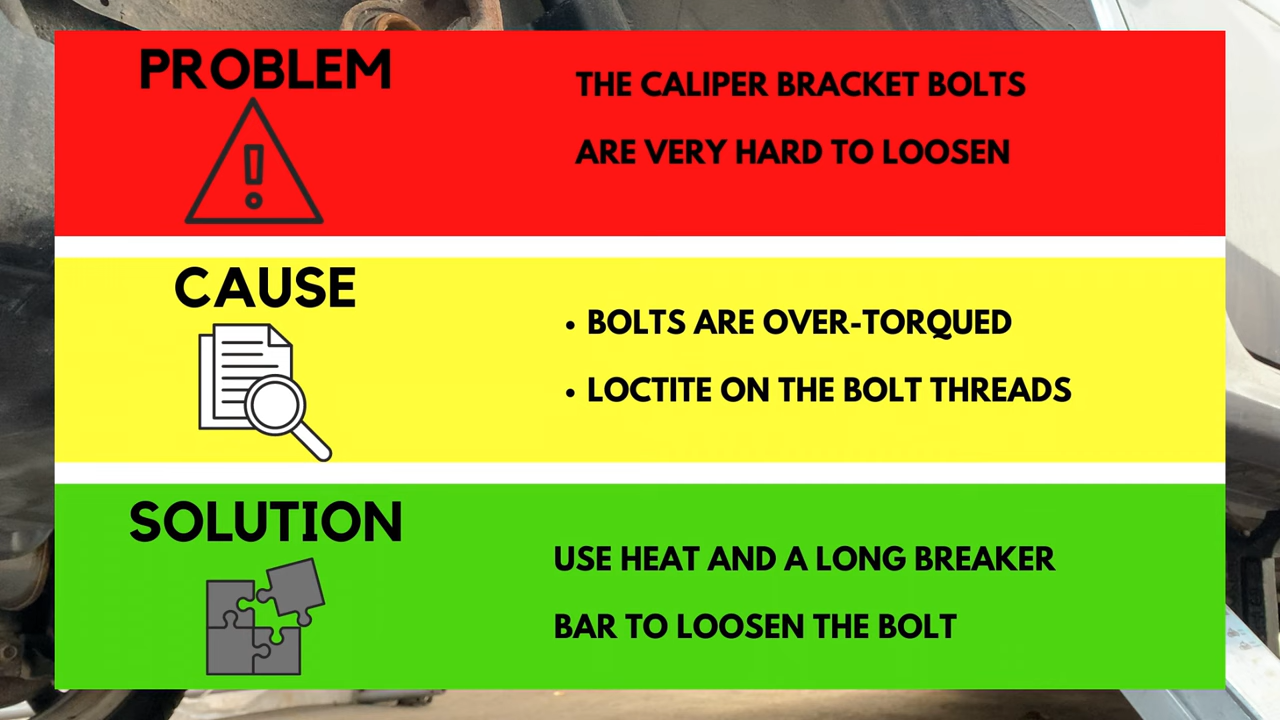 PROBLEM
THE CALIPER BRACKET BOLTS
ARE VERY HARD TO LOOSEN
CAUSE
• BOLTS ARE OVER-TORQUED
• LOCTITE ON THE BOLT THREADS
SOLUTION
USE HEAT AND A LONG BREAKER
BAR TO LOOSEN THE BOLT